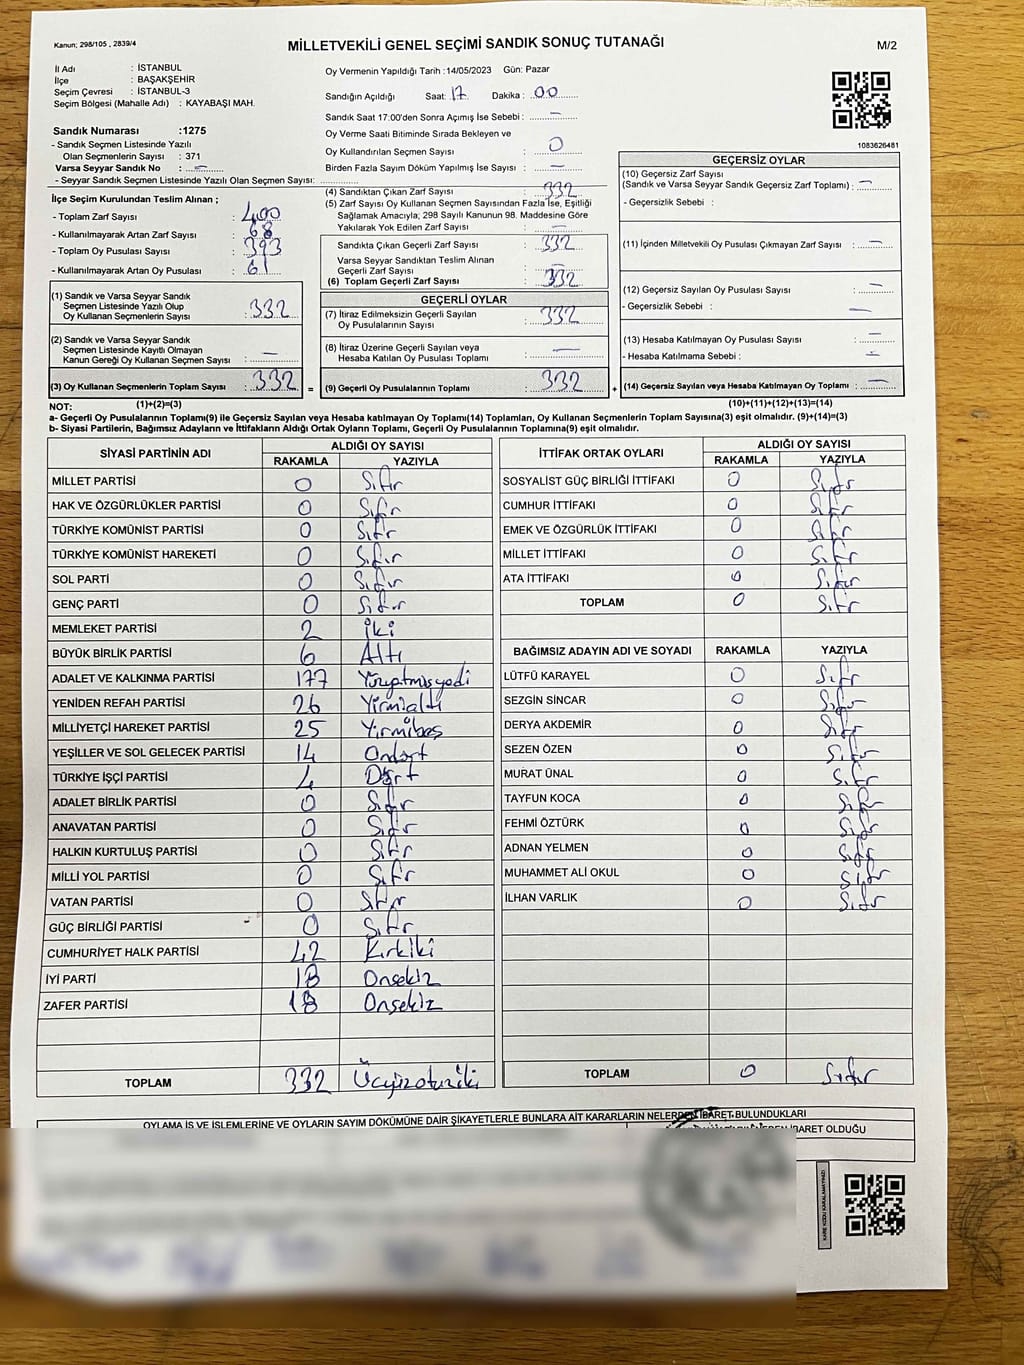 Kanun: 298/105 , 2839/4
MİLLETVEKİLİ GENEL SEÇİMİ SANDIK SONUÇ TUTANAĞI
M/2
İl Adı : İSTANBUL
İlçe : BAŞAKŞEHİR
Seçim Çevresi : İSTANBUL-3
Seçim Bölgesi (Mahalle Adı) : KAYABAŞI MAH.
Sandık Numarası :1275
- Sandık Seçmen Listesinde Yazılı
Olan Seçmenlerin Sayısı : 371
Varsa Seyyar Sandık No : —
- Seyyar Sandık Seçmen Listesinde Yazılı Olan Seçmen Sayısı:
Oy Vermenin Yapıldığı Tarih :14/05/2023 Gün: Pazar
Sandığın Açıldığı Saat: 17 Dakika : 00
Sandık Saat 17:00'den Sonra Açımış İse Sebebi : —
Oy Verme Saati Bitiminde Sırada Bekleyen ve
Oy Kullandırılan Seçmen Sayısı : 0
Birden Fazla Sayım Döküm Yapılmış İse Sayısı : —
1083626481
İlçe Seçim Kurulundan Teslim Alınan ;
- Toplam Zarf Sayısı : 400
- Kullanılmayarak Artan Zarf Sayısı : 68
- Toplam Oy Pusulası Sayısı : 393
- Kullanılmayarak Artan Oy Pusulası : 61
(4) Sandıktan Çıkan Zarf Sayısı : 332
(5) Zarf Sayısı Oy Kullanan Seçmen Sayısından Fazla İse, Eşitliği
Sağlamak Amacıyla; 298 Sayılı Kanunun 98. Maddesine Göre
Yakılarak Yok Edilen Zarf Sayısı : —
Sandıkta Çıkan Geçerli Zarf Sayısı : 332
Varsa Seyyar Sandıktan Teslim Alınan
Geçerli Zarf Sayısı : —
(6) Toplam Geçerli Zarf Sayısı : 332
GEÇERSİZ OYLAR
(10) Geçersiz Zarf Sayısı
(Sandık ve Varsa Seyyar Sandık Geçersiz Zarf Toplamı) : —
- Geçersizlik Sebebi :
(11) İçinden Milletvekili Oy Pusulası Çıkmayan Zarf Sayısı : —
(12) Geçersiz Sayılan Oy Pusulası Sayısı : —
- Geçersizlik Sebebi : —
(13) Hesaba Katılmayan Oy Pusulası Sayısı : —
- Hesaba Katılmama Sebebi : —
(1) Sandık ve Varsa Seyyar Sandık
Seçmen Listesinde Yazılı Olup
Oy Kullanan Seçmenlerin Sayısı : 332
(2) Sandık ve Varsa Seyyar Sandık
Seçmen Listesinde Kayıtlı Olmayan
Kanun Gereği Oy Kullanan Seçmen Sayısı : —
GEÇERLİ OYLAR
(7) İtiraz Edilmeksizin Geçerli Sayılan
Oy Pusulalarının Sayısı : 332
(8) İtiraz Üzerine Geçerli Sayılan veya
Hesaba Katılan Oy Pusulası Toplamı : —
(3) Oy Kullanan Seçmenlerin Toplam Sayısı : 332 = (9) Geçerli Oy Pusulalarının Toplamı : 332 + (14) Geçersiz Sayılan veya Hesaba Katılmayan Oy Toplamı : —
NOT: (1)+(2)=(3) (10)+(11)+(12)+(13)=(14)
a- Geçerli Oy Pusulalarının Toplamı(9) ile Geçersiz Sayılan veya Hesaba katılmayan Oy Toplamı(14) Toplamları, Oy Kullanan Seçmenlerin Toplam Sayısına(3) eşit olmalıdır. (9)+(14)=(3)
b- Siyasi Partilerin, Bağımsız Adayların ve İttifakların Aldığı Ortak Oyların Toplamı, Geçerli Oy Pusulalarının Toplamına(9) eşit olmalıdır.
SİYASİ PARTİNİN ADI ALDIĞI OY SAYISI
RAKAMLA YAZIYLA
MİLLET PARTİSİ 0 Sıfır
HAK VE ÖZGÜRLÜKLER PARTİSİ 0 Sıfır
TÜRKİYE KOMÜNİST PARTİSİ 0 Sıfır
TÜRKİYE KOMÜNİST HAREKETİ 0 Sıfır
SOL PARTİ 0 Sıfır
GENÇ PARTİ 0 Sıfır
MEMLEKET PARTİSİ 2 İki
BÜYÜK BİRLİK PARTİSİ 6 Altı
ADALET VE KALKINMA PARTİSİ 177 Yüzyetmişyedi
YENİDEN REFAH PARTİSİ 26 Yirmialtı
MİLLİYETÇİ HAREKET PARTİSİ 25 Yirmibeş
YEŞİLLER VE SOL GELECEK PARTİSİ 14 Ondört
TÜRKİYE İŞÇİ PARTİSİ 4 Dört
ADALET BİRLİK PARTİSİ 0 Sıfır
ANAVATAN PARTİSİ 0 Sıfır
HALKIN KURTULUŞ PARTİSİ 0 Sıfır
MİLLİ YOL PARTİSİ 0 Sıfır
VATAN PARTİSİ 0 Sıfır
GÜÇ BİRLİĞİ PARTİSİ 0 Sıfır
CUMHURİYET HALK PARTİSİ 42 Kırkiki
İYİ PARTİ 18 Onsekiz
ZAFER PARTİSİ 18 Onsekiz
TOPLAM 332 Üçyüzotuziki
İTTİFAK ORTAK OYLARI ALDIĞI OY SAYISI
RAKAMLA YAZIYLA
SOSYALİST GÜÇ BİRLİĞİ İTTİFAKI 0 Sıfır
CUMHUR İTTİFAKI 0 Sıfır
EMEK VE ÖZGÜRLÜK İTTİFAKI 0 Sıfır
MİLLET İTTİFAKI 0 Sıfır
ATA İTTİFAKI 0 Sıfır
TOPLAM 0 Sıfır
BAĞIMSIZ ADAYIN ADI VE SOYADI RAKAMLA YAZIYLA
LÜTFÜ KARAYEL 0 Sıfır
SEZGİN SİNCAR 0 Sıfır
DERYA AKDEMİR 0 Sıfır
SEZEN ÖZEN 0 Sıfır
MURAT ÜNAL 0 Sıfır
TAYFUN KOCA 0 Sıfır
FEHMİ ÖZTÜRK 0 Sıfır
ADNAN YELMEN 0 Sıfır
MUHAMMET ALİ OKUL 0 Sıfır
İLHAN VARLIK 0 Sıfır
TOPLAM 0 Sıfır
OYLAMA İŞ VE İŞLEMLERİNE VE OYLARIN SAYIM DÖKÜMÜNE DAİR ŞİKAYETLERLE BUNLARA AİT KARARLARIN NELERDEN İBARET BULUNDUKLARI
İBARET OLDUĞU
KARE KODU KARALAMAYINIZ